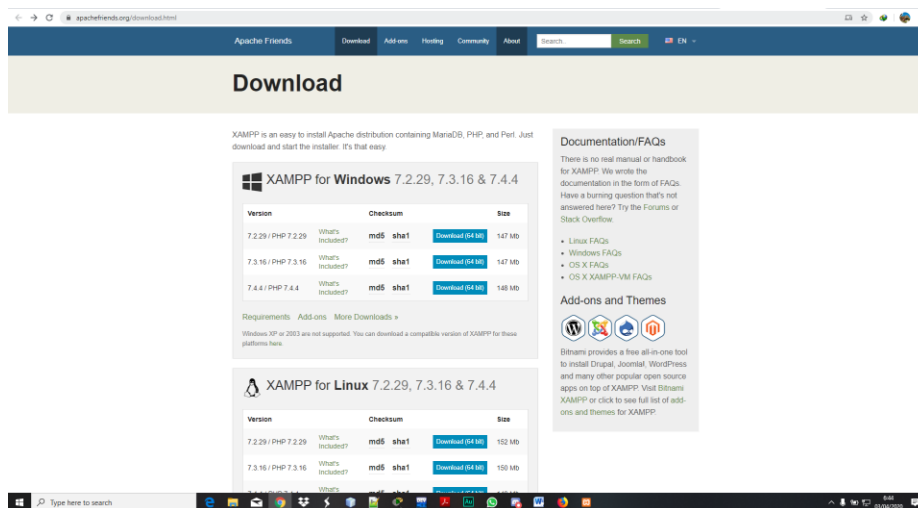 apachefriends.org/download.html
Apache Friends Download Add-ons Hosting Community About Search... Search EN
Download
XAMPP is an easy to install Apache distribution containing MariaDB, PHP, and Perl. Just
download and start the installer. It's that easy.
XAMPP for Windows 7.2.29, 7.3.16 & 7.4.4
Version Checksum Size
7.2.29 / PHP 7.2.29 What's Included? md5 sha1 Download (64 bit) 147 Mb
7.3.16 / PHP 7.3.16 What's Included? md5 sha1 Download (64 bit) 147 Mb
7.4.4 / PHP 7.4.4 What's Included? md5 sha1 Download (64 bit) 148 Mb
Requirements Add-ons More Downloads »
Windows XP or 2003 are not supported. You can download a compatible version of XAMPP for these
platforms here.
XAMPP for Linux 7.2.29, 7.3.16 & 7.4.4
Version Checksum Size
7.2.29 / PHP 7.2.29 What's Included? md5 sha1 Download (64 bit) 152 Mb
7.3.16 / PHP 7.3.16 What's Included? md5 sha1 Download (64 bit) 150 Mb
What's
Documentation/FAQs
There is no real manual or handbook
for XAMPP. We wrote the
documentation in the form of FAQs.
Have a burning question that's not
answered here? Try the Forums or
Stack Overflow.
Linux FAQs
Windows FAQs
OS X FAQs
OS X XAMPP-VM FAQs
Add-ons and Themes
Bitnami provides a free all-in-one tool
to install Drupal, Joomla!, WordPress
and many other popular open source
apps on top of XAMPP. Visit Bitnami
XAMPP or click to see full list of add-
ons and themes for XAMPP.
Type here to search
03/04/2020